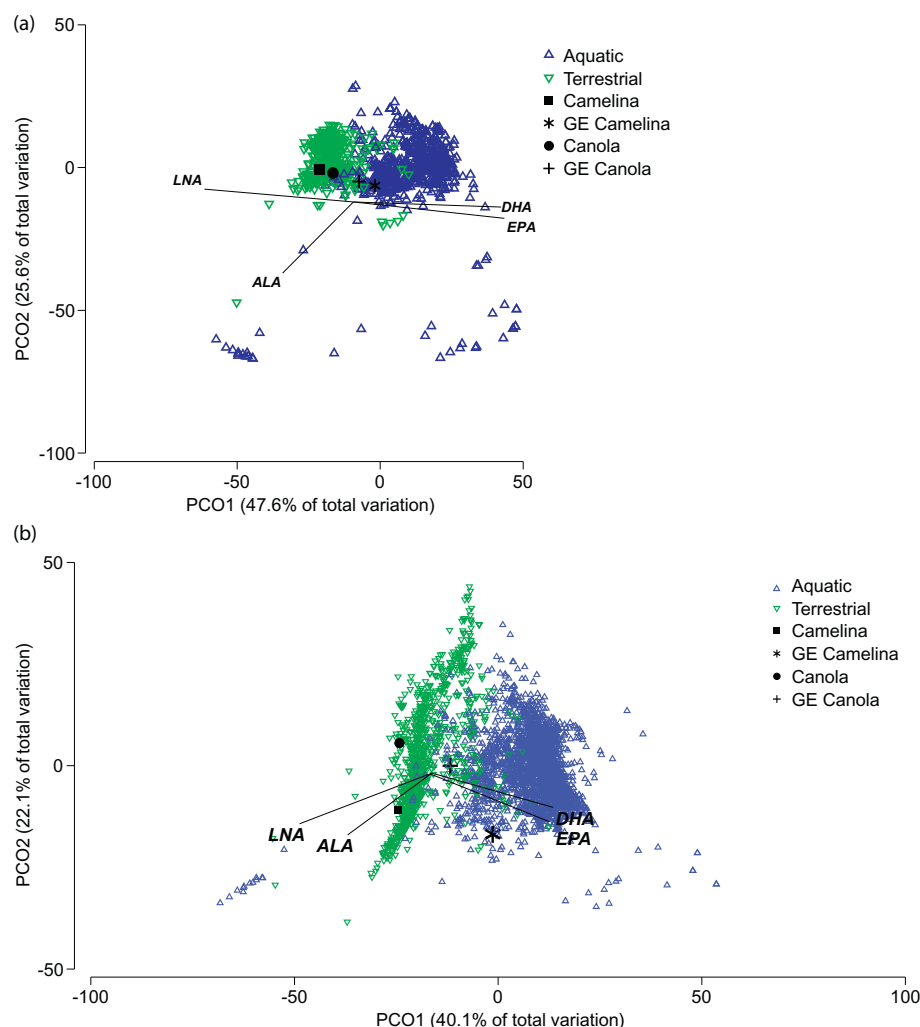 (a)
50
0
-50
-100
PCO2 (25.6% of total variation)
-100
-50
0
50
PCO1 (47.6% of total variation)
Aquatic
Terrestrial
Camelina
GE Camelina
Canola
GE Canola
LNA
DHA
EPA
ALA
(b)
50
0
-50
PCO2 (22.1% of total variation)
-100
-50
0
50
100
PCO1 (40.1% of total variation)
Aquatic
Terrestrial
Camelina
GE Camelina
Canola
GE Canola
LNA
ALA
DHA
EPA